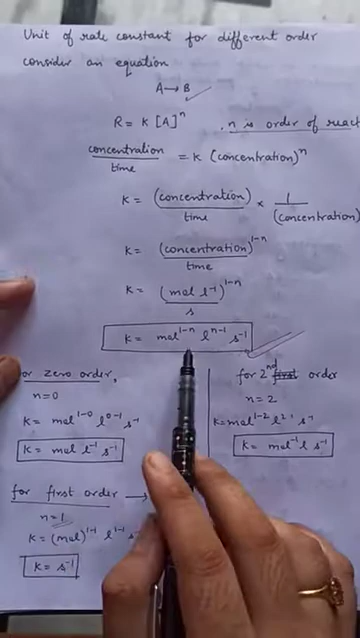 Unit of rate constant for different order
consider an equation
A → B
R = K [A]^n , n is order of react
concentration/time = K (concentration)^n
K = (concentration)/time × 1/(concentration)
K = (concentration)^1-n/time
K = (mol l^-1)^1-n/s
K = mol^1-n l^n-1 s^-1
or zero order,
n=0
K = mol^1-0 l^0-1 s^-1
K = mol l^-1 s^-1
for first order →
n=1
K = (mol)^1-1 l^1-1 s
K = s^-1
for 2nd order
n = 2
K = mol^1-2 l^2-1 s^-1
K = mol^-1 l s^-1